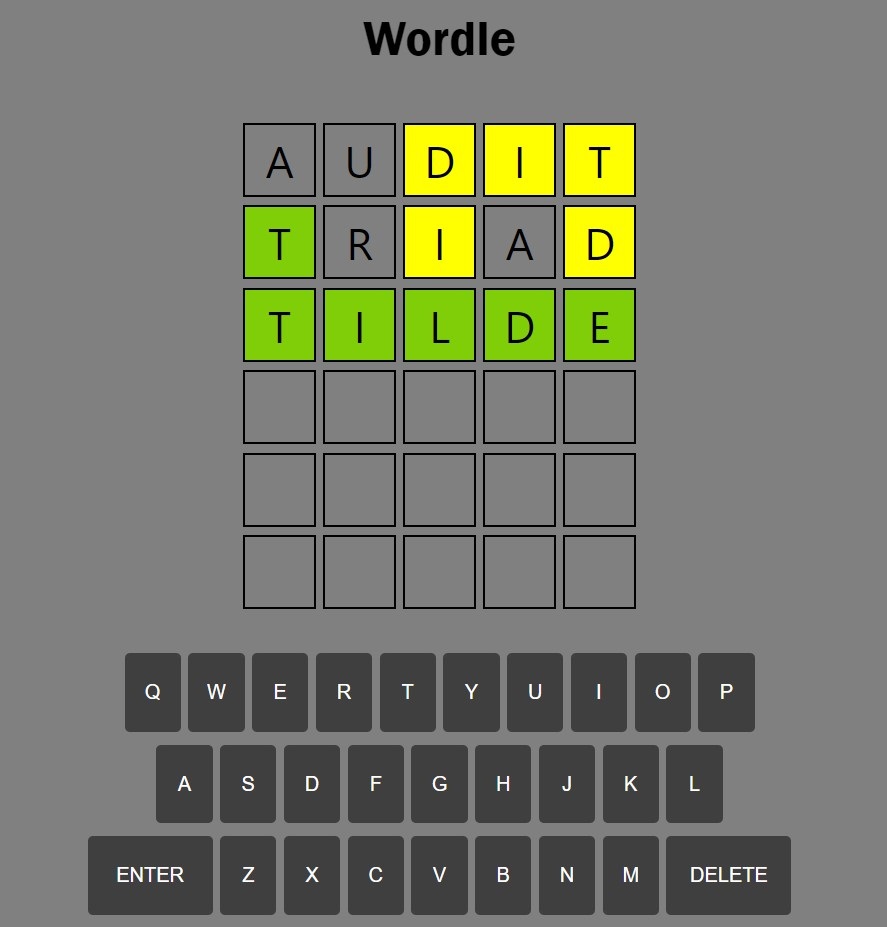 Wordle
A U D I T
T R I A D
T I L D E
Q W E R T Y U I O P
A S D F G H J K L
ENTER Z X C V B N M DELETE